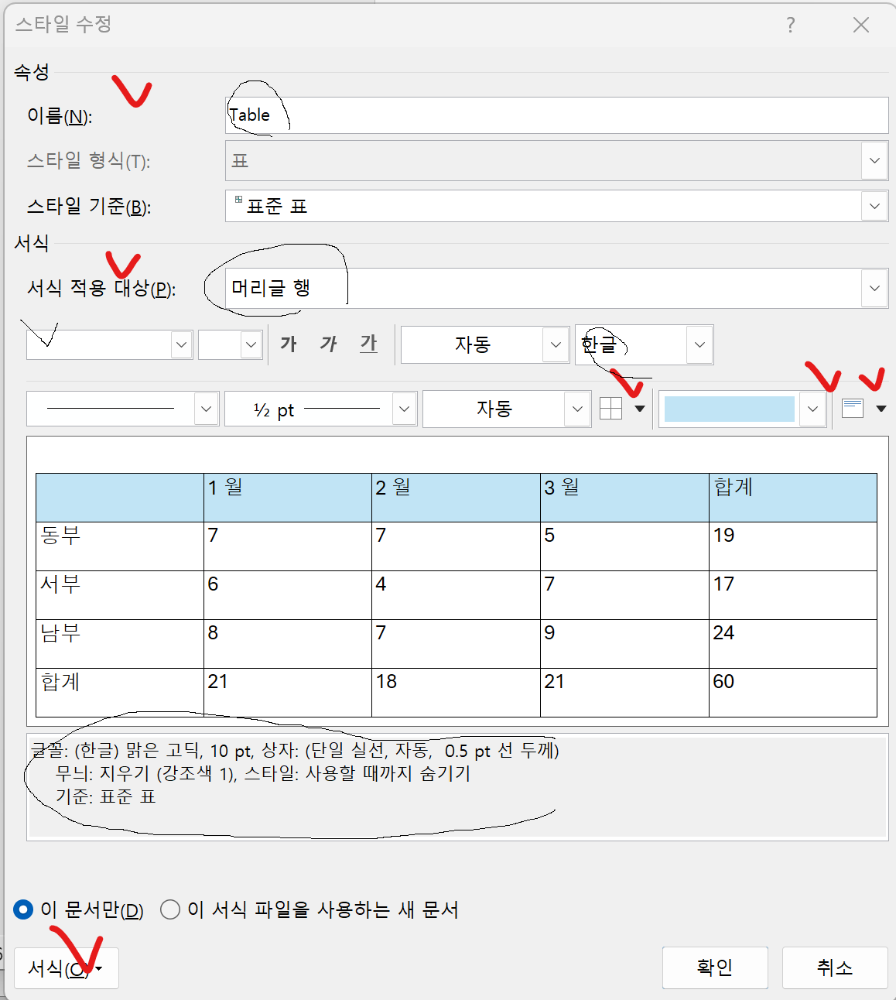 스타일 수정 ?
속성
이름(N): Table
스타일 형식(T): 표
스타일 기준(B): 표준 표
서식
서식 적용 대상(P): 머리글 행
가 가 가 자동 한글
½ pt 자동
1 월 2 월 3 월 합계
동부 7 7 5 19
서부 6 4 7 17
남부 8 7 9 24
합계 21 18 21 60
글꼴: (한글) 맑은 고딕, 10 pt, 상자: (단일 실선, 자동, 0.5 pt 선 두께)
무늬: 지우기 (강조색 1), 스타일: 사용할 때까지 숨기기
기준: 표준 표
이 문서만(D) 이 서식 파일을 사용하는 새 문서
서식(O) 확인 취소